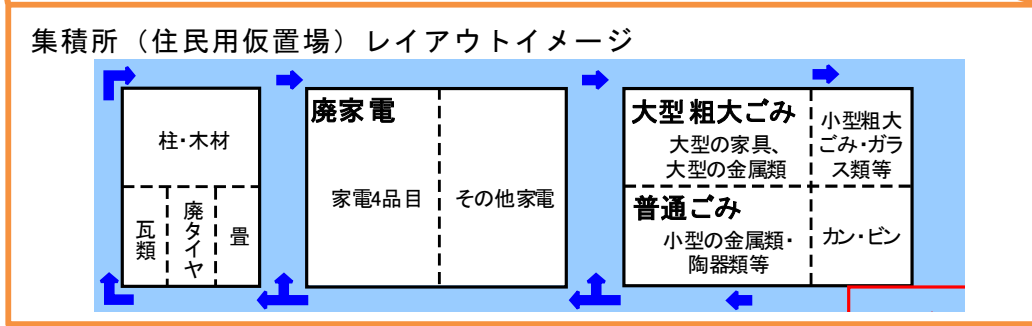 集積所（住民用仮置場）レイアウトイメージ
柱・木材
瓦類
廃タイヤ
畳
廃家電
家電4品目
その他家電
大型粗大ごみ
大型の家具、
大型の金属類
小型粗大
ごみ・ガラ
ス類等
普通ごみ
小型の金属類・
陶器類等
カン・ビン